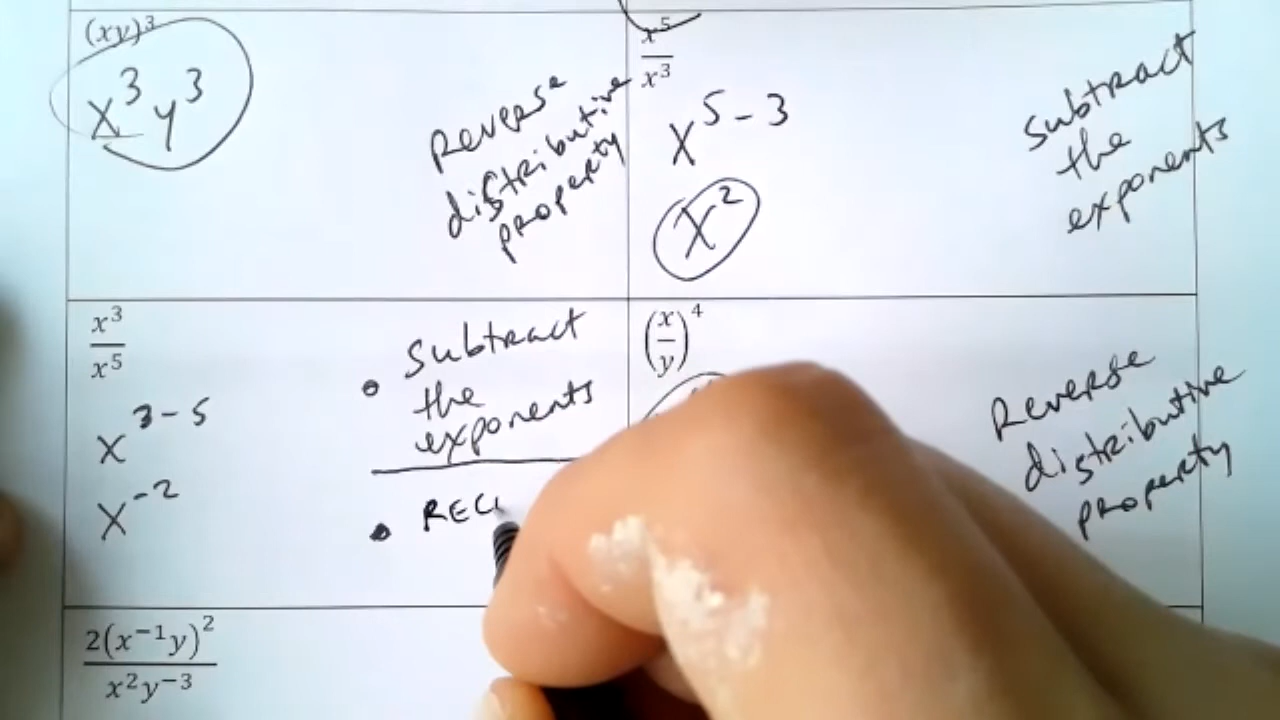 (xy)³
x³y³
Reverse
distributive
property
x⁵
x³
x⁵⁻³
x²
Subtract
the
exponents
x³
x⁵
x³⁻⁵
x⁻²
• Subtract
the
exponents
• REC
(x/y)⁴
Reverse
distributive
property
2(x⁻¹y)²
x²y⁻³